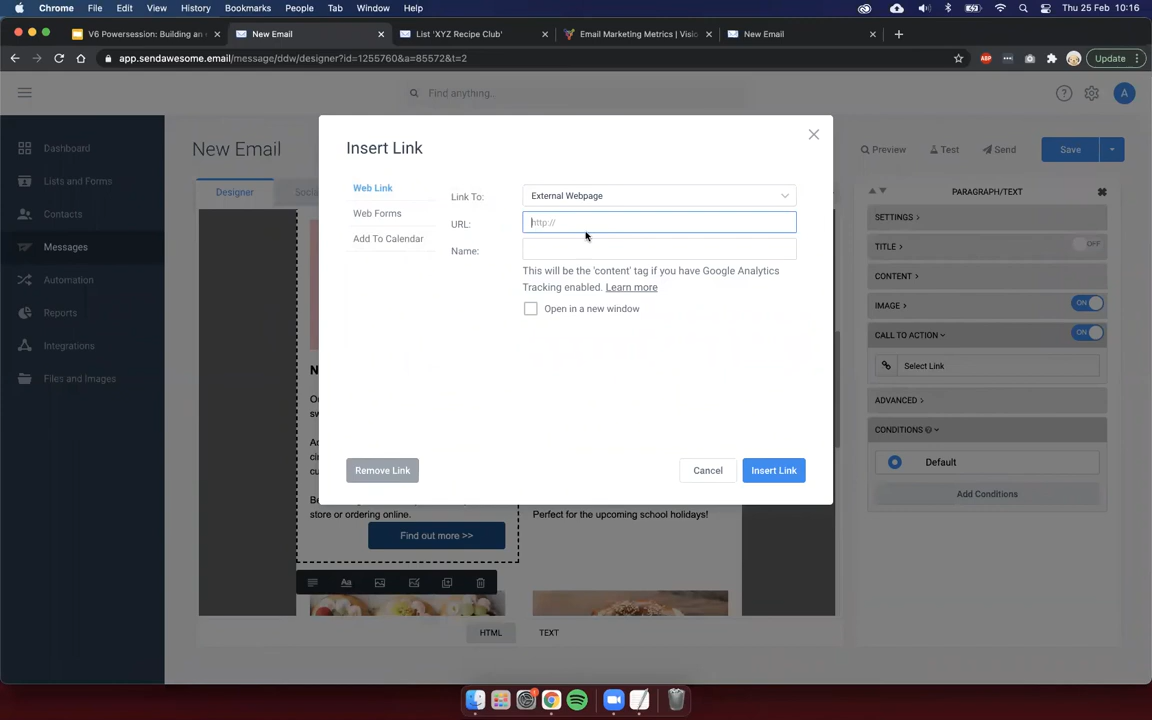 Chrome File Edit View History Bookmarks People Tab Window Help Thu 25 Feb 10:16
V6 Powersession: Building an New Email List 'XYZ Recipe Club' Email Marketing Metrics | Visio New Email
app.sendawesome.email/message/ddw/designer?id=1255760&a=85572&t=2 ABP Update
Find anything.. A
Dashboard
Lists and Forms
Contacts
Messages
Automation
Reports
Integrations
Files and Images
New Email Preview Test Send Save
Designer Social
Insert Link
Web Link
Web Forms
Add To Calendar
Link To: External Webpage
URL: http://
Name:
This will be the 'content' tag if you have Google Analytics
Tracking enabled. Learn more
Open in a new window
Remove Link Cancel Insert Link
store or ordering online.
Find out more >>
Perfect for the upcoming school holidays!
Aa
HTML TEXT
PARAGRAPH/TEXT
SETTINGS >
TITLE > OFF
CONTENT >
IMAGE > ON
CALL TO ACTION ON
Select Link
ADVANCED >
CONDITIONS
Default
Add Conditions